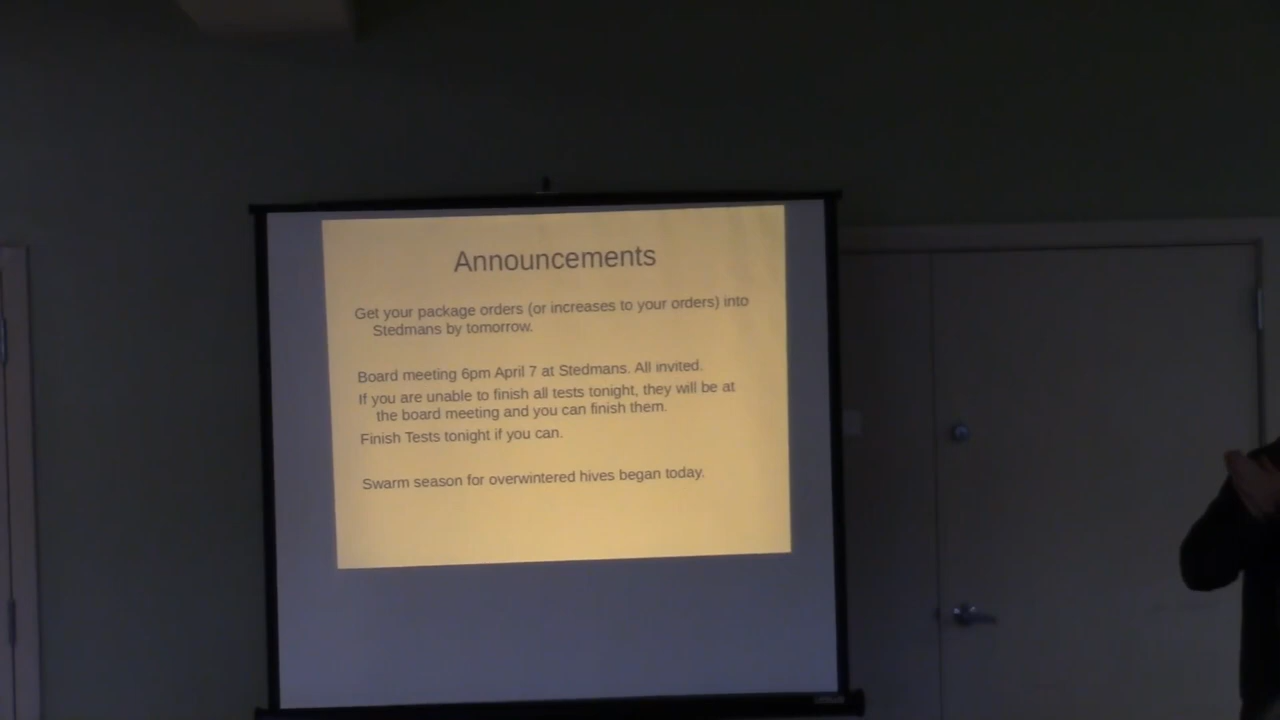 Announcements
Get your package orders (or increases to your orders) into
Stedmans by tomorrow.
Board meeting 6pm April 7 at Stedmans. All invited.
If you are unable to finish all tests tonight, they will be at
the board meeting and you can finish them.
Finish Tests tonight if you can.
Swarm season for overwintered hives began today.